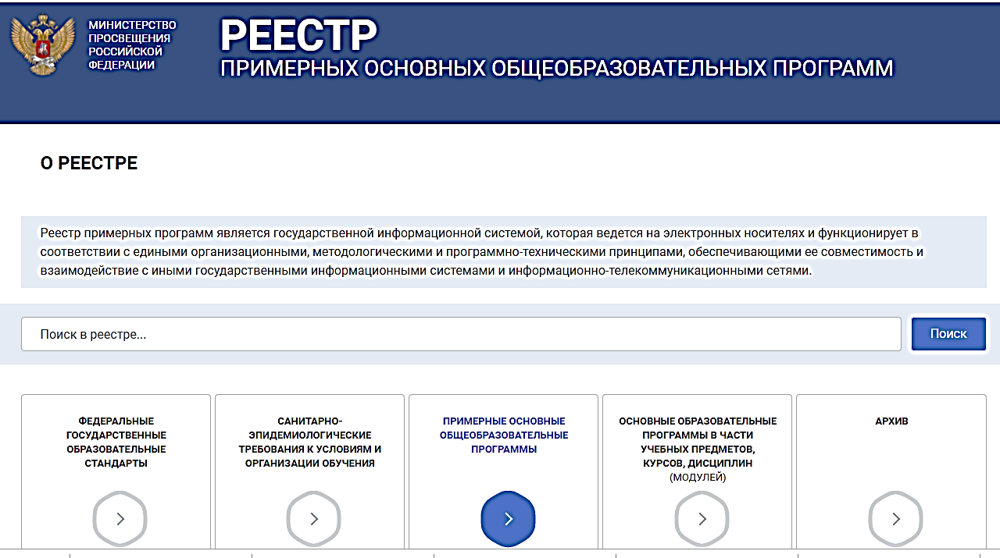 МИНИСТЕРСТВО
ПРОСВЕЩЕНИЯ
РОССИЙСКОЙ
ФЕДЕРАЦИИ
РЕЕСТР
ПРИМЕРНЫХ ОСНОВНЫХ ОБЩЕОБРАЗОВАТЕЛЬНЫХ ПРОГРАММ
О РЕЕСТРЕ
Реестр примерных программ является государственной информационной системой, которая ведется на электронных носителях и функционирует в
соответствии с едиными организационными, методологическими и программно-техническими принципами, обеспечивающими ее совместимость и
взаимодействие с иными государственными информационными системами и информационно-телекоммуникационными сетями.
Поиск в реестре...
Поиск
ФЕДЕРАЛЬНЫЕ
ГОСУДАРСТВЕННЫЕ
ОБРАЗОВАТЕЛЬНЫЕ
СТАНДАРТЫ
САНИТАРНО-
ЭПИДЕМИОЛОГИЧЕСКИЕ
ТРЕБОВАНИЯ К УСЛОВИЯМ И
ОРГАНИЗАЦИИ ОБУЧЕНИЯ
ПРИМЕРНЫЕ ОСНОВНЫЕ
ОБЩЕОБРАЗОВАТЕЛЬНЫЕ
ПРОГРАММЫ
ОСНОВНЫЕ ОБРАЗОВАТЕЛЬНЫЕ
ПРОГРАММЫ В ЧАСТИ
УЧЕБНЫХ ПРЕДМЕТОВ,
КУРСОВ, ДИСЦИПЛИН
(МОДУЛЕЙ)
АРХИВ